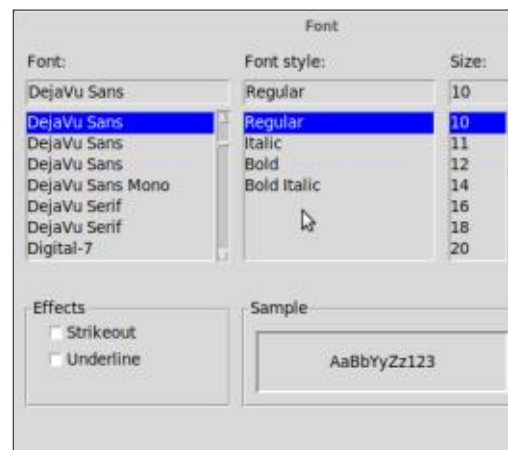 Font
Font:
Font style:
Size:
DejaVu Sans
Regular
10
DejaVu Sans
DejaVu Sans
DejaVu Sans
DejaVu Sans Mono
DejaVu Serif
DejaVu Serif
Digital-7
Regular
Italic
Bold
Bold Italic
10
11
12
14
16
18
20
Effects
Strikeout
Underline
Sample
AaBbYyZz123